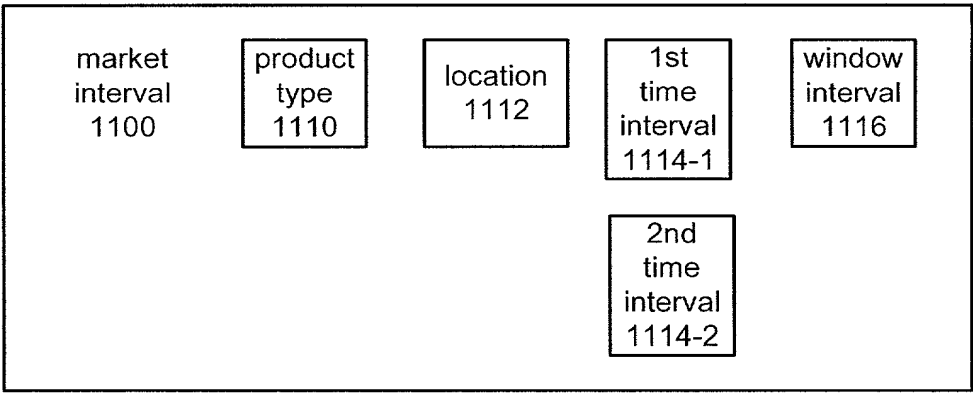 market
interval
1100
product
type
1110
location
1112
1st
time
interval
1114-1
window
interval
1116
2nd
time
interval
1114-2